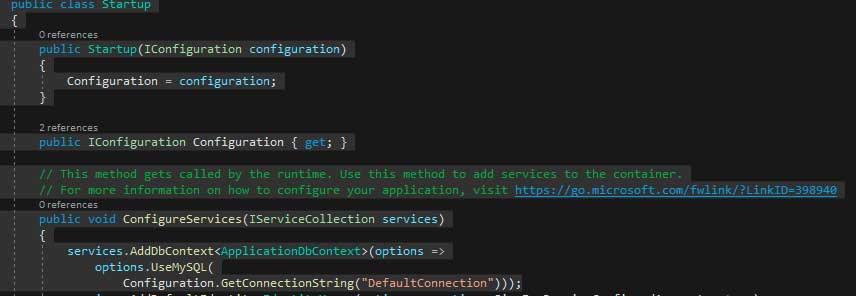 public class Startup
{
0 references
public Startup(IConfiguration configuration)
{
Configuration = configuration;
}
2 references
public IConfiguration Configuration { get; }
// This method gets called by the runtime. Use this method to add services to the container.
// For more information on how to configure your application, visit https://go.microsoft.com/fwlink/?LinkID=398940
0 references
public void ConfigureServices(IServiceCollection services)
{
services.AddDbContext<ApplicationDbContext>(options =>
options.UseMySQL(
Configuration.GetConnectionString("DefaultConnection")));